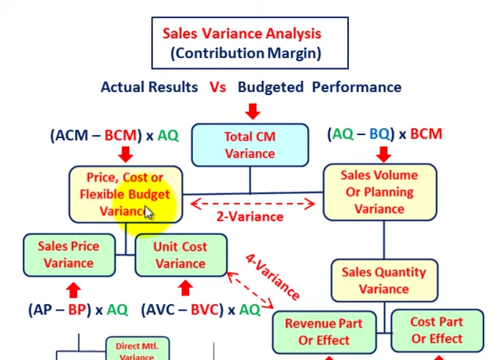 Sales Variance Analysis
(Contribution Margin)
Actual Results Vs Budgeted Performance
(ACM – BCM) x AQ
Total CM
Variance
(AQ – BQ) x BCM
Price, Cost or
Flexible Budget
Variance
Sales Volume
Or Planning
Variance
2-Variance
Sales Price
Variance
Unit Cost
Variance
4-Variance
Sales Quantity
Variance
(AP – BP) x AQ
(AVC – BVC) x AQ
Revenue Part
Or Effect
Cost Part
Or Effect
Direct Mtl.
Variance